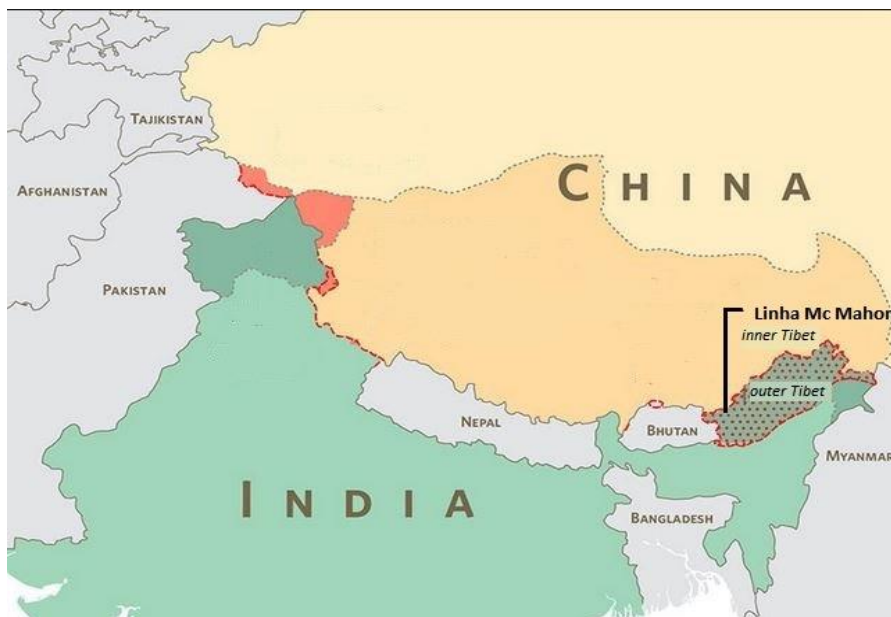 TAJIKISTAN
AFGHANISTAN
CHINA
PAKISTAN
Linha Mc Mahon
inner Tibet
outer Tibet
NEPAL
BHUTAN
MYANMAR
INDIA
BANGLADESH